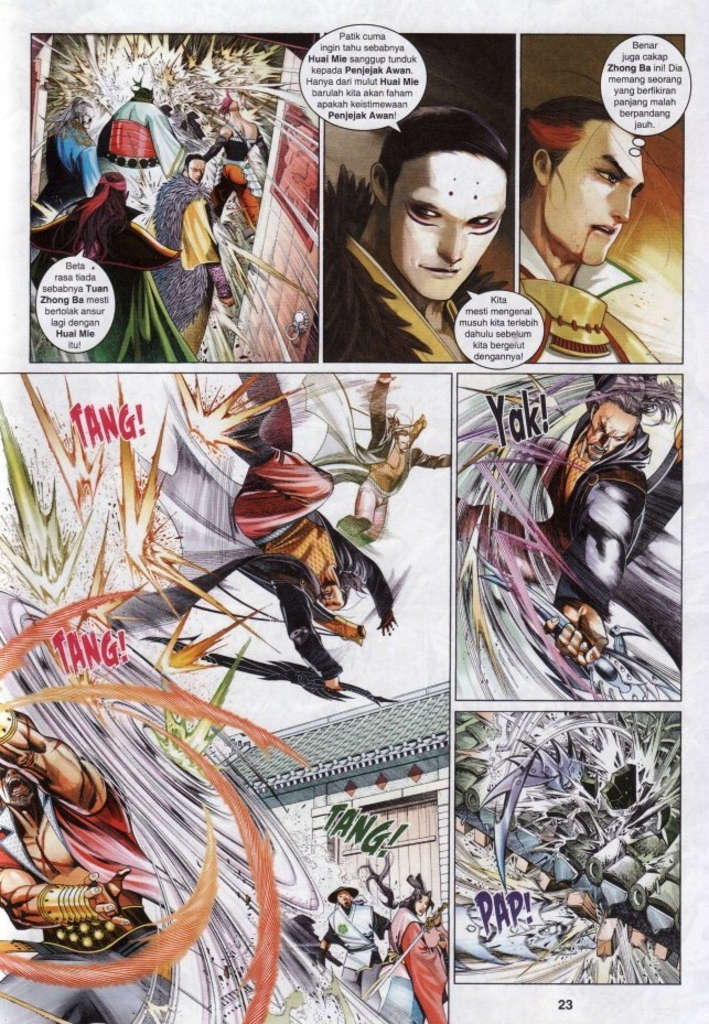 Patik cuma
ingin tahu sebabnya
Huai Mie sanggup tunduk
kepada Penjejak Awan.
Hanya dari mulut Huai Mie
barulah kita akan faham
apakah keistimewaan
Penjejak Awan!
Benar
juga cakap
Zhong Ba ini! Dia
memang seorang
yang berfikiran
panjang malah
berpandang
jauh.
Beta
rasa tiada
sebabnya Tuan
Zhong Ba mesti
bertolak ansur
lagi dengan
Huai Mie
itu!
Kita
mesti mengenal
musuh kita terlebih
dahulu sebelum
kita bergelut
dengannya!
TANG!
Yak!
TANG!
TANG!
PAP!
23